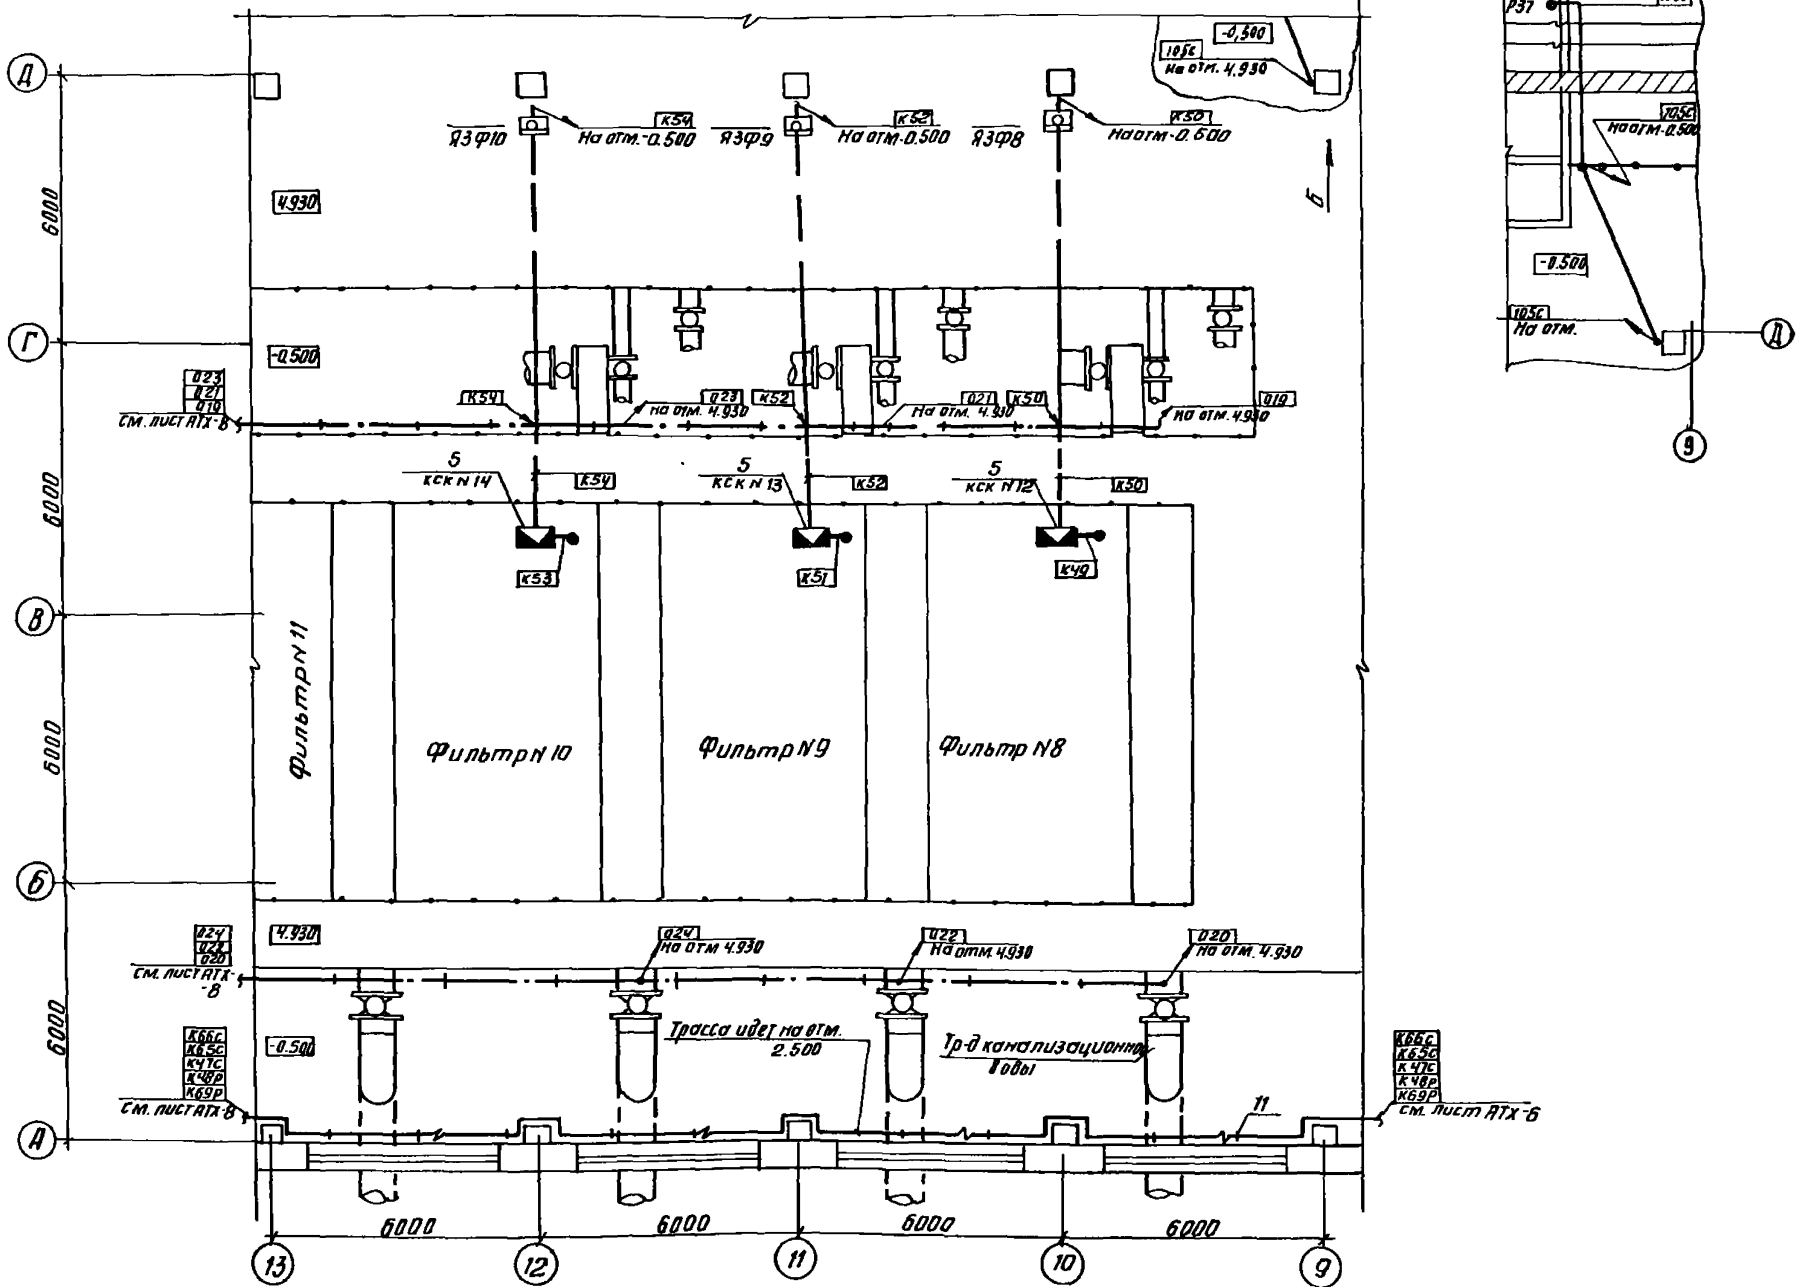 Д
-0,500
105с
на отм. 4.930
Р37
ЯЗФ10
К54
На отм.-0.500
ЯЗФ9
К52
На отм-0.500
ЯЗФ8
К50
На отм-0.600
105с
На отм-0.500
6000
4.930
Б
-0.500
105с
На отм.
Д
9
Г
-0.500
023
021
019
См. лист АТХ-8
К54
023
на отм. 4.930
К52
021
На отм. 4.930
К50
019
на отм. 4.930
6000
5
КСК N 14
К54
5
КСК N 13
К52
5
КСК N 12
К50
К53
К51
К49
В
Фильтр N 11
6000
Фильтр N 10
Фильтр N9
Фильтр N8
Б
024
022
020
См. лист АТХ-
-8
4.930
024
на отм 4.930
022
На отм 4.930
020
на отм. 4.930
6000
К66с
К65с
К47с
К48р
К69р
См. лист АТХ-8
-0.500
Трасса идет на отм.
2.500
Тр-д канализационной
воды
К66с
К65с
К47с
К48р
К69р
См. лист АТХ-6
11
А
6000
6000
6000
6000
13
12
11
10
9